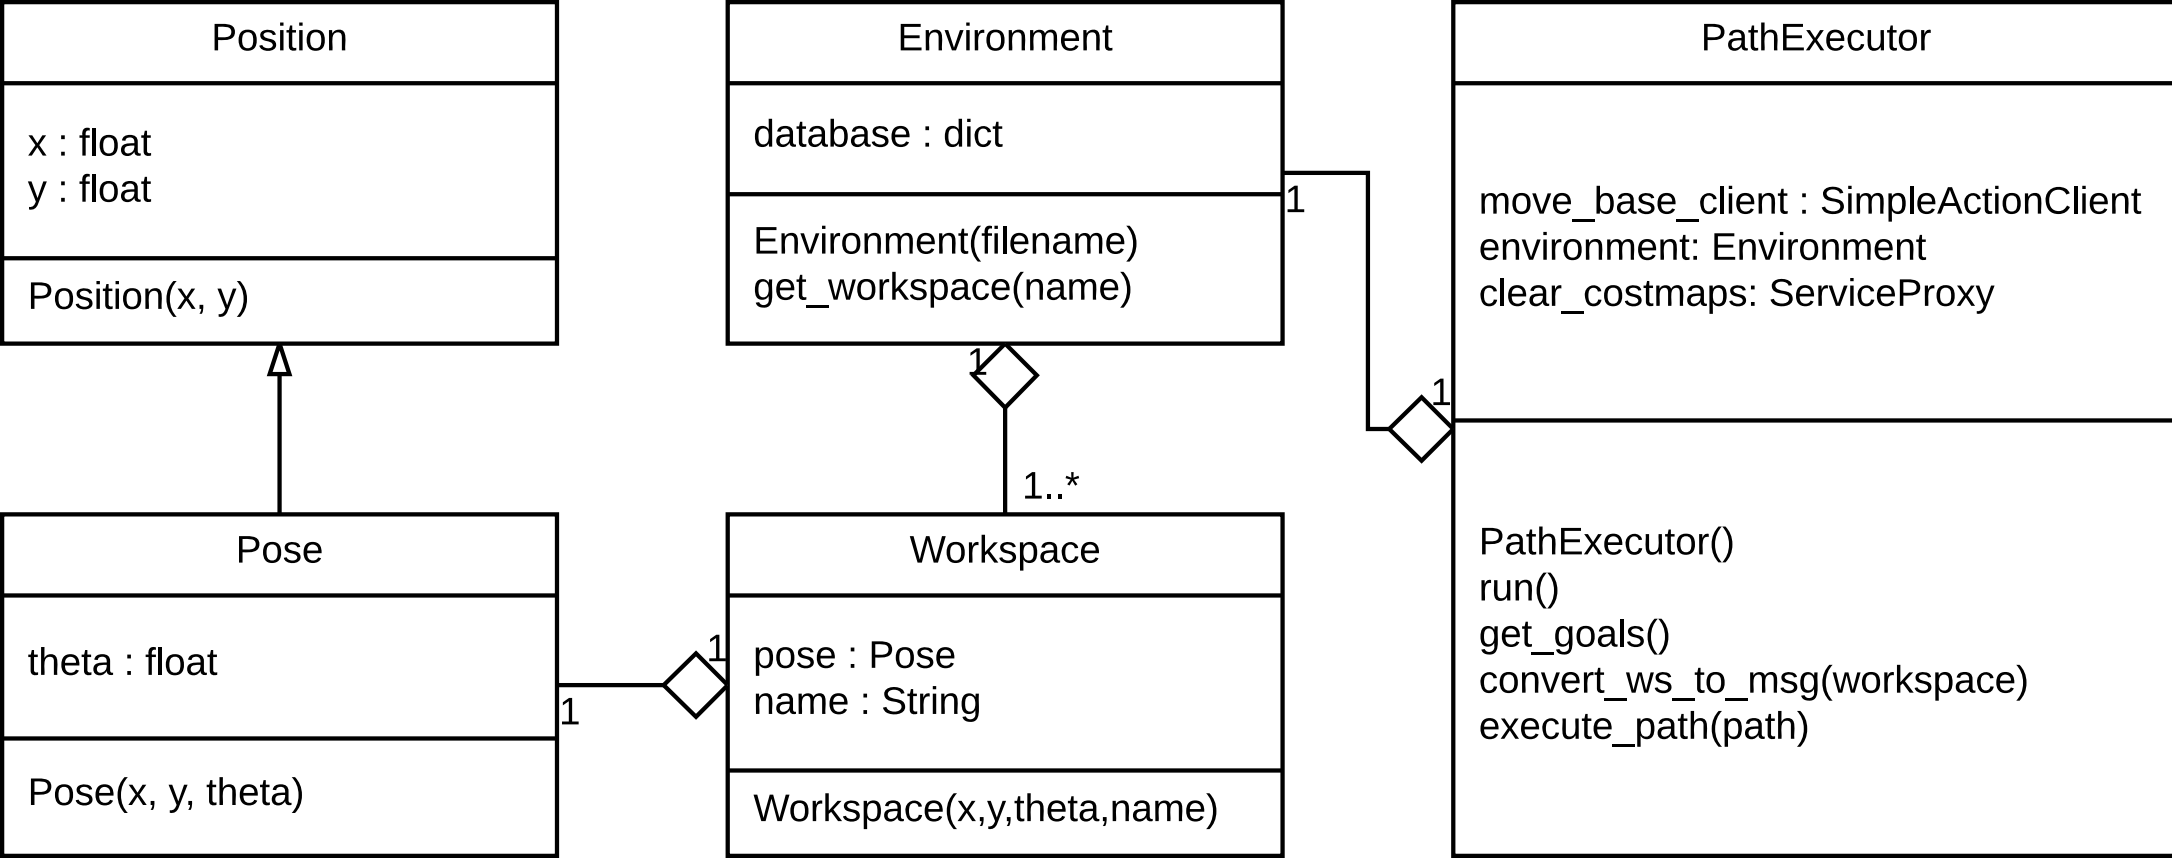 Position
x : float
y : float
Position(x, y)
Environment
database : dict
Environment(filename)
get_workspace(name)
1
1..*
1
1
PathExecutor
move_base_client : SimpleActionClient
environment: Environment
clear_costmaps: ServiceProxy
PathExecutor()
run()
get_goals()
convert_ws_to_msg(workspace)
execute_path(path)
Pose
theta : float
Pose(x, y, theta)
1
1
Workspace
pose : Pose
name : String
Workspace(x,y,theta,name)